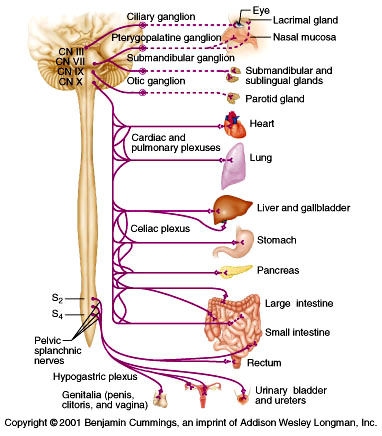 Eye
Ciliary ganglion
Lacrimal gland
CN III
Pterygopalatine ganglion
Nasal mucosa
CN VII
Submandibular ganglion
CN IX
Submandibular and
sublingual glands
CN X
Otic ganglion
Parotid gland
Heart
Cardiac and
pulmonary plexuses
Lung
Liver and gallbladder
Celiac plexus
Stomach
Pancreas
S2
Large intestine
S4
Small intestine
Pelvic
splanchnic
nerves
Rectum
Hypogastric plexus
Genitalia (penis,
clitoris, and vagina)
Urinary bladder
and ureters
Copyright © 2001 Benjamin Cummings, an imprint of Addison Wesley Longman, Inc.